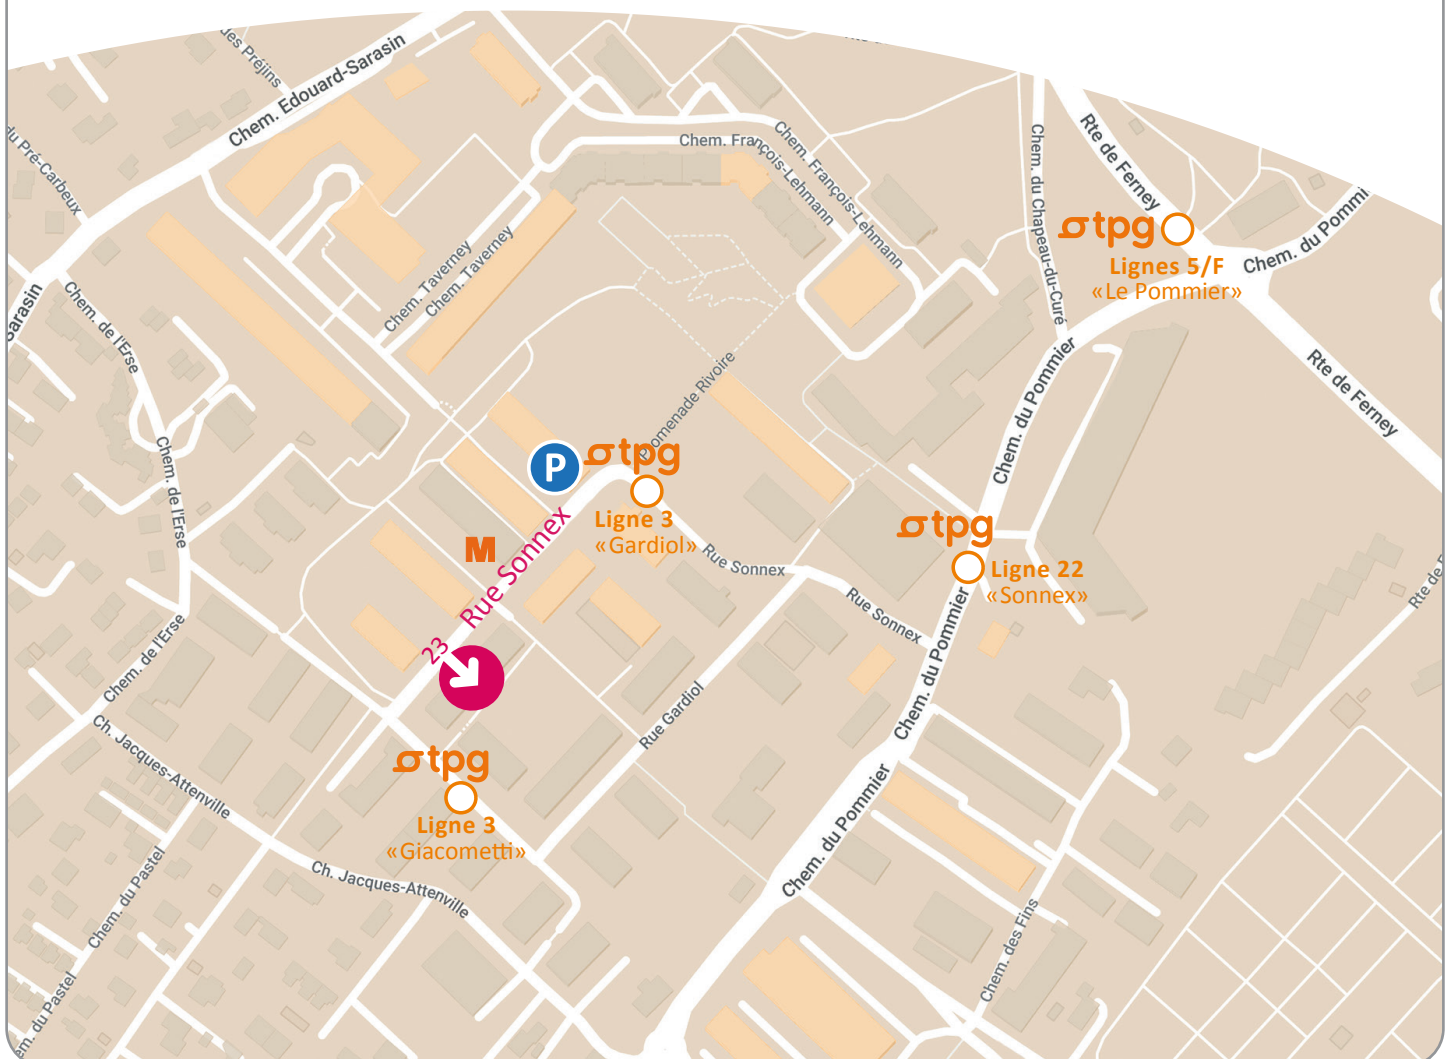 des Préjins
Chem. Edouard-Sarasin
du Pré-Carbeux
Sarasin
Chem. de l'Erse
Chem. de l'Erse
Chem. de l'Erse
Chem. Taverney
Chem. Taverney
Chem. François-Lehmann
Chem. François-Lehmann
Chem. du Chapeau-du-Curé
Rte de Ferney
tpg
Lignes 5/F
«Le Pommier»
Chem. du Pommi
Rte de Ferney
Chem. du Pommier
Promenade Rivoire
P
tpg
Ligne 3
«Gardiol»
M
Rue Sonnex
23
Rue Sonnex
Rue Sonnex
tpg
Ligne 22
«Sonnex»
Rte de F
Chem. du Pommier
Rue Gardiol
tpg
Ligne 3
«Giacometti»
Ch. Jacques-Attenville
Ch. Jacques-Attenville
Chem. du Pommier
Chem. du Pastel
em. du Pastel
Chem. des Fins